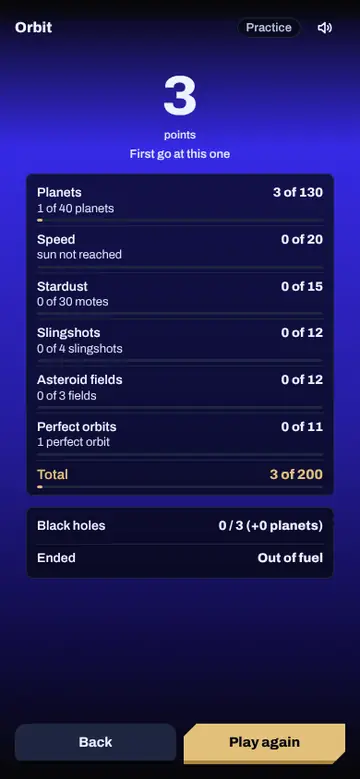 Orbit
Practice
3
points
First go at this one
Planets 3 of 130
1 of 40 planets
Speed 0 of 20
sun not reached
Stardust 0 of 15
0 of 30 motes
Slingshots 0 of 12
0 of 4 slingshots
Asteroid fields 0 of 12
0 of 3 fields
Perfect orbits 0 of 11
1 perfect orbit
Total 3 of 200
Black holes 0 / 3 (+0 planets)
Ended Out of fuel
Back
Play again